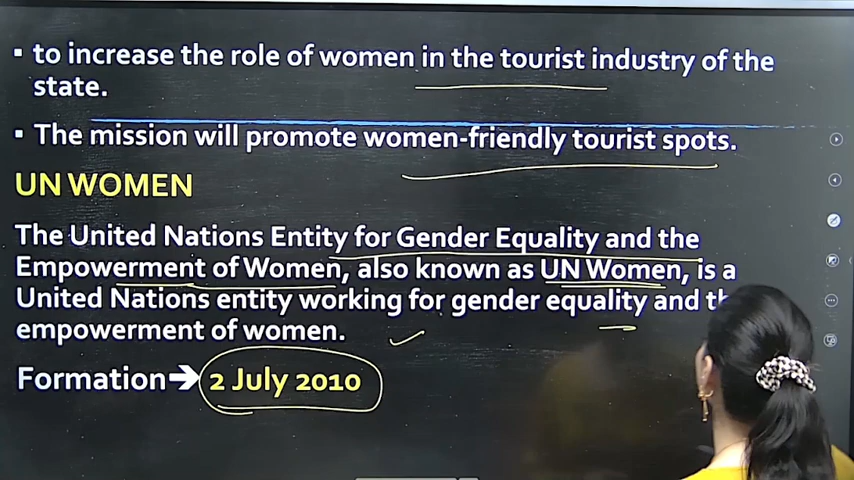 ▪ to increase the role of women in the tourist industry of the
state.
▪ The mission will promote women-friendly tourist spots.
UN WOMEN
The United Nations Entity for Gender Equality and the
Empowerment of Women, also known as UN Women, is a
United Nations entity working for gender equality and th
empowerment of women.
Formation➔ 2 July 2010